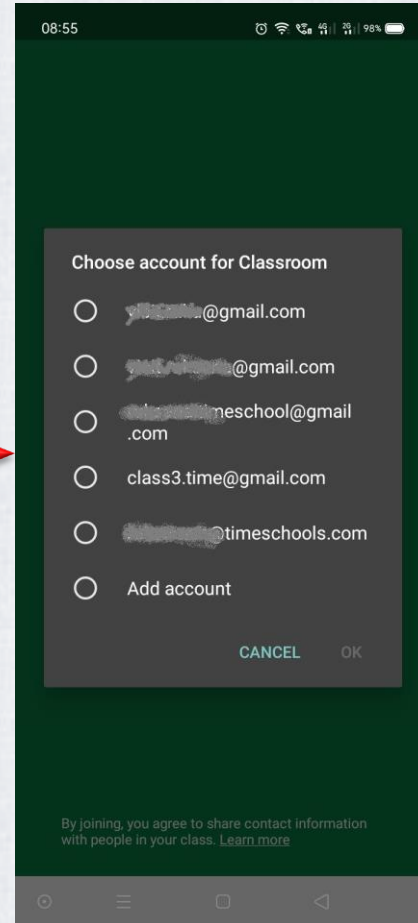 08:55 4G 2G 98%
Choose account for Classroom
@gmail.com
@gmail.com
meschool@gmail
.com
class3.time@gmail.com
@timeschools.com
Add account
CANCEL OK
By joining, you agree to share contact information
with people in your class. Learn more